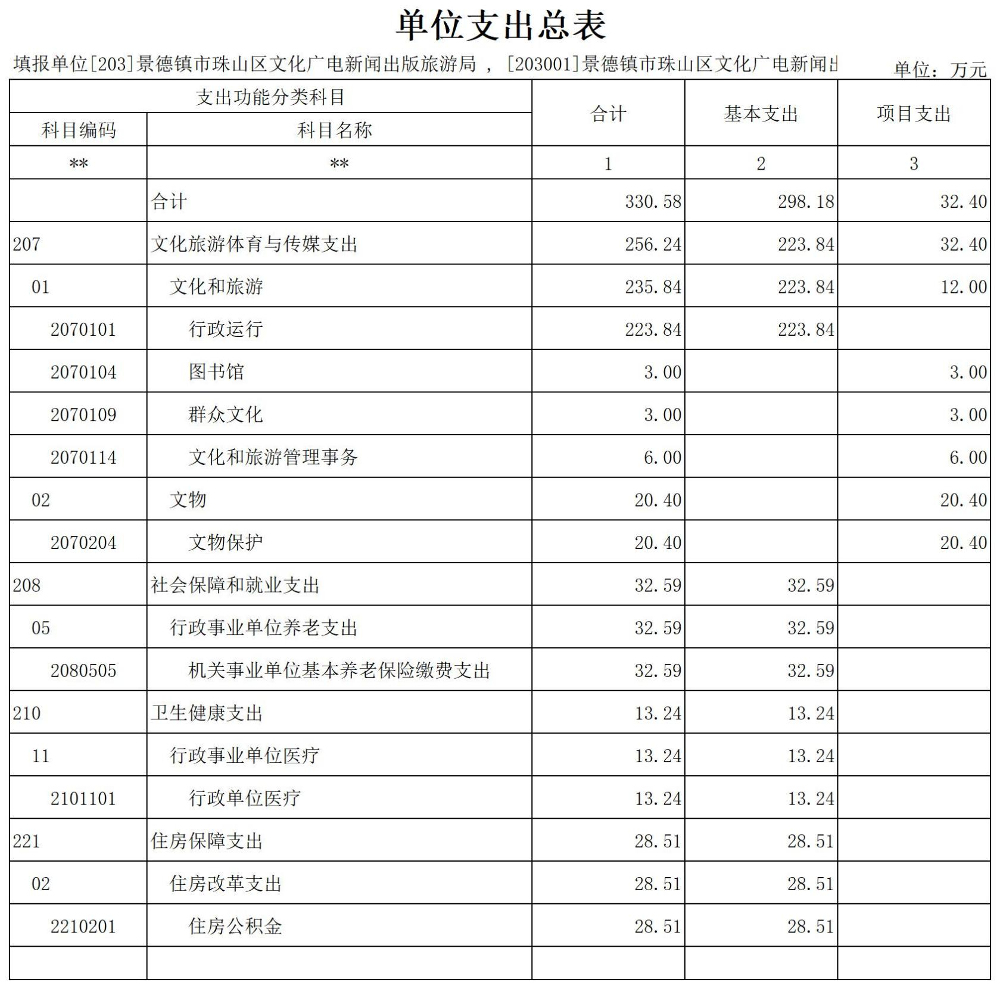 单位支出总表
填报单位[203]景德镇市珠山区文化广电新闻出版旅游局 , [203001]景德镇市珠山区文化广电新闻出
单位：万元
支出功能分类科目 合计 基本支出 项目支出
科目编码 科目名称
** ** 1 2 3
合计 330.58 298.18 32.40
207 文化旅游体育与传媒支出 256.24 223.84 32.40
01 文化和旅游 235.84 223.84 12.00
2070101 行政运行 223.84 223.84
2070104 图书馆 3.00 3.00
2070109 群众文化 3.00 3.00
2070114 文化和旅游管理事务 6.00 6.00
02 文物 20.40 20.40
2070204 文物保护 20.40 20.40
208 社会保障和就业支出 32.59 32.59
05 行政事业单位养老支出 32.59 32.59
2080505 机关事业单位基本养老保险缴费支出 32.59 32.59
210 卫生健康支出 13.24 13.24
11 行政事业单位医疗 13.24 13.24
2101101 行政单位医疗 13.24 13.24
221 住房保障支出 28.51 28.51
02 住房改革支出 28.51 28.51
2210201 住房公积金 28.51 28.51